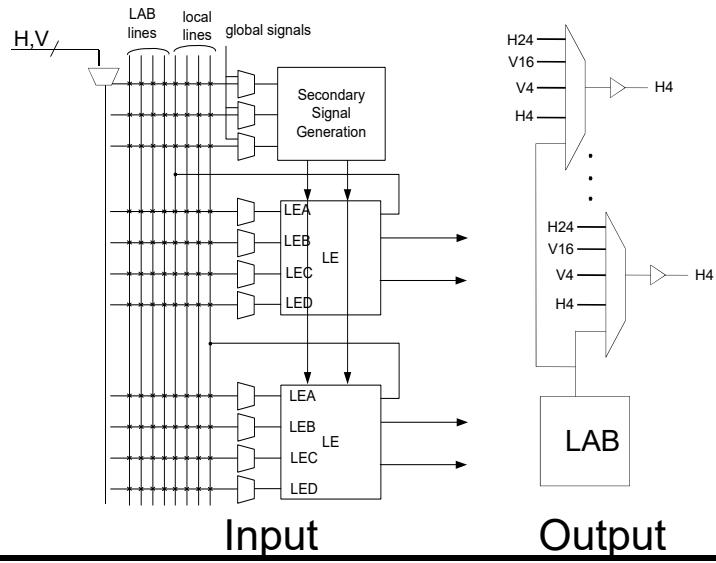 H,V
LAB
lines
local
lines
global signals
Secondary
Signal
Generation
LEA
LEB
LE
LEC
LED
LEA
LEB
LE
LEC
LED
Input
H24
V16
V4
H4
H4
H24
V16
V4
H4
H4
LAB
Output